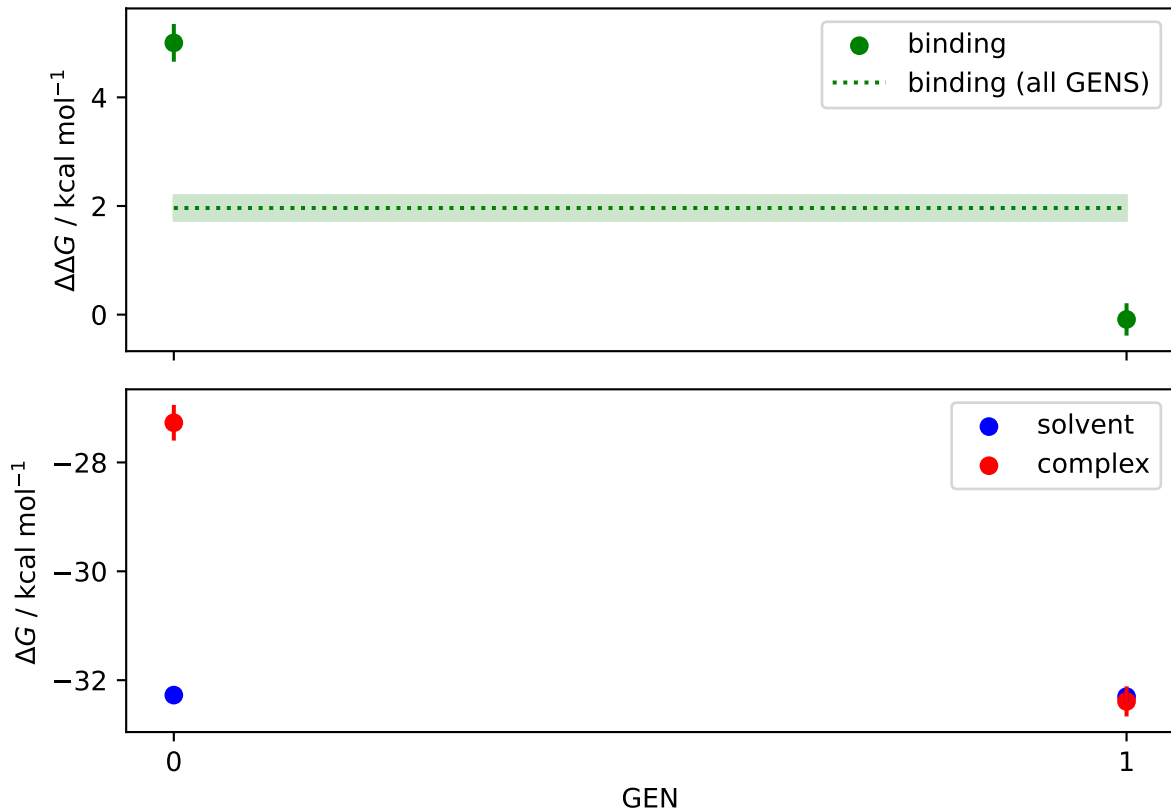 binding
binding (all GENS)
ΔΔG / kcal mol⁻¹
4
2
0
solvent
complex
ΔG / kcal mol⁻¹
−28
−30
−32
0
1
GEN